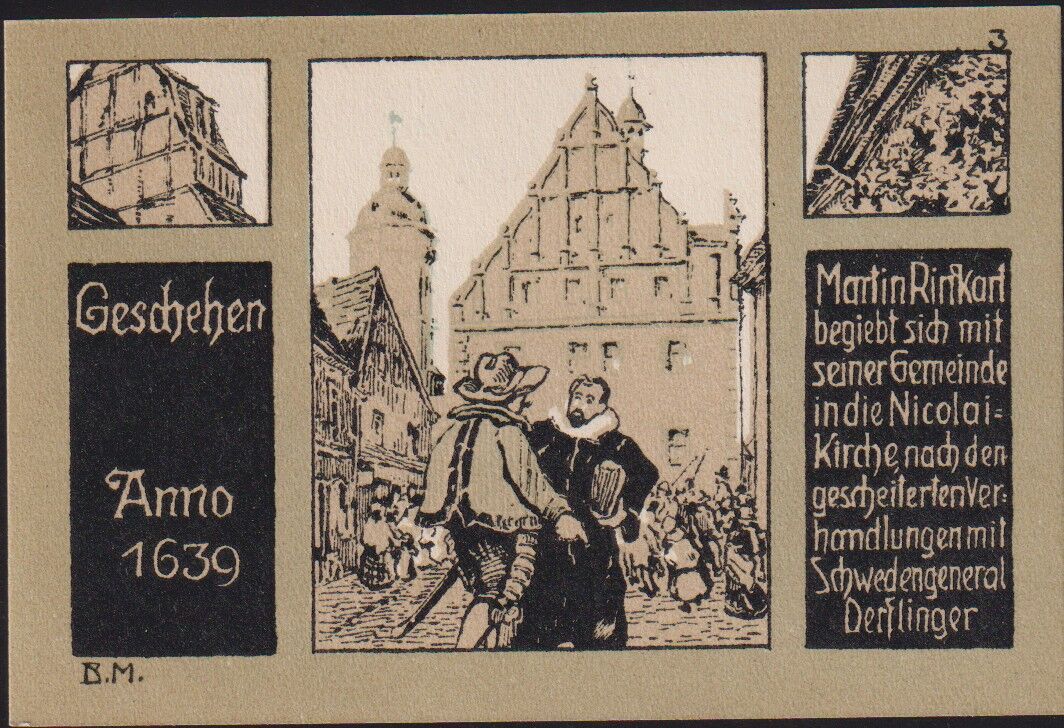 3.
Geschehen
Anno
1639
Martin Rinkart
begiebt sich mit
seiner Gemeinde
in die Nicolai=
Kirche, nach den
gescheiterten Ver=
handlungen mit
Schwedengeneral
Derflinger
B.M.